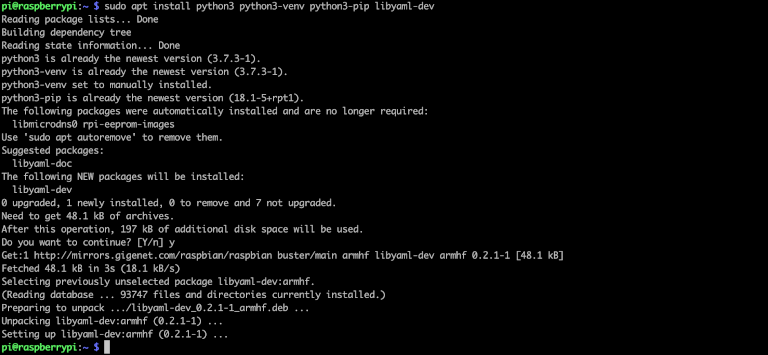 pi@raspberrypi:~ $ sudo apt install python3 python3-venv python3-pip libyaml-dev
Reading package lists... Done
Building dependency tree
Reading state information... Done
python3 is already the newest version (3.7.3-1).
python3-venv is already the newest version (3.7.3-1).
python3-venv set to manually installed.
python3-pip is already the newest version (18.1-5+rpt1).
The following packages were automatically installed and are no longer required:
  libmicrodns0 rpi-eeprom-images
Use 'sudo apt autoremove' to remove them.
Suggested packages:
  libyaml-doc
The following NEW packages will be installed:
  libyaml-dev
0 upgraded, 1 newly installed, 0 to remove and 7 not upgraded.
Need to get 48.1 kB of archives.
After this operation, 197 kB of additional disk space will be used.
Do you want to continue? [Y/n] y
Get:1 http://mirrors.gigenet.com/raspbian/raspbian buster/main armhf libyaml-dev armhf 0.2.1-1 [48.1 kB]
Fetched 48.1 kB in 3s (18.1 kB/s)
Selecting previously unselected package libyaml-dev:armhf.
(Reading database ... 93747 files and directories currently installed.)
Preparing to unpack .../libyaml-dev_0.2.1-1_armhf.deb ...
Unpacking libyaml-dev:armhf (0.2.1-1) ...
Setting up libyaml-dev:armhf (0.2.1-1) ...
pi@raspberrypi:~ $